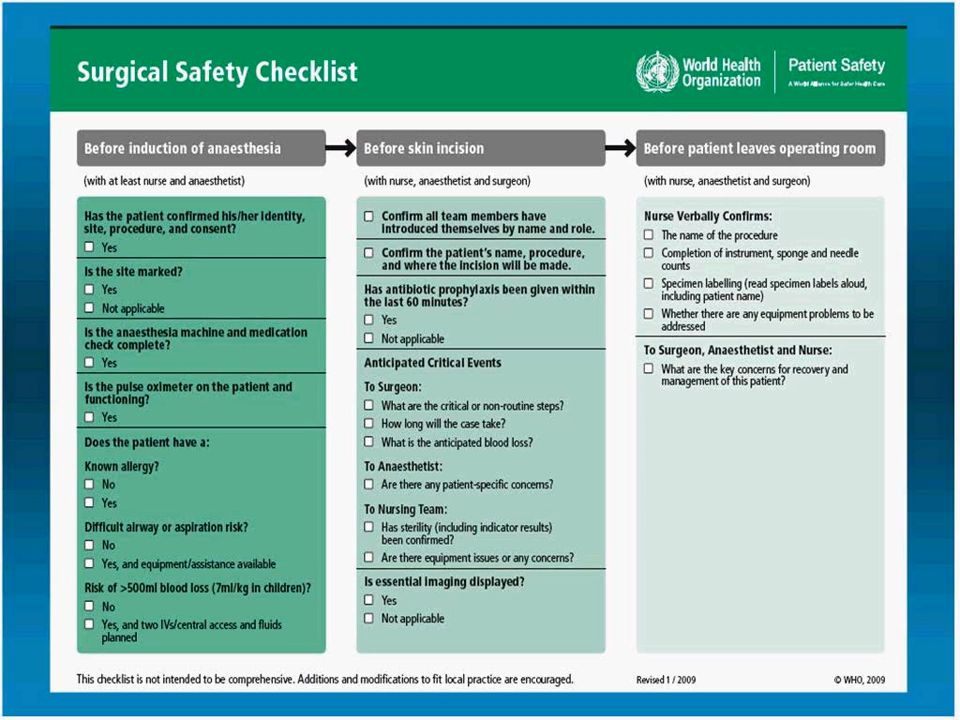 Surgical Safety Checklist
World Health
Organization
Patient Safety
A World Alliance for Safer Health Care
Before induction of anaesthesia
(with at least nurse and anaesthetist)
Has the patient confirmed his/her identity,
site, procedure, and consent?
Yes
Is the site marked?
Yes
Not applicable
Is the anaesthesia machine and medication
check complete?
Yes
Is the pulse oximeter on the patient and
functioning?
Yes
Does the patient have a:
Known allergy?
No
Yes
Difficult airway or aspiration risk?
No
Yes, and equipment/assistance available
Risk of >500ml blood loss (7ml/kg in children)?
No
Yes, and two IVs/central access and fluids
planned
Before skin incision
(with nurse, anaesthetist and surgeon)
Confirm all team members have
introduced themselves by name and role.
Confirm the patient's name, procedure,
and where the incision will be made.
Has antibiotic prophylaxis been given within
the last 60 minutes?
Yes
Not applicable
Anticipated Critical Events
To Surgeon:
What are the critical or non-routine steps?
How long will the case take?
What is the anticipated blood loss?
To Anaesthetist:
Are there any patient-specific concerns?
To Nursing Team:
Has sterility (including indicator results)
been confirmed?
Are there equipment issues or any concerns?
Is essential imaging displayed?
Yes
Not applicable
Before patient leaves operating room
(with nurse, anaesthetist and surgeon)
Nurse Verbally Confirms:
The name of the procedure
Completion of instrument, sponge and needle
counts
Specimen labelling (read specimen labels aloud,
including patient name)
Whether there are any equipment problems to be
addressed
To Surgeon, Anaesthetist and Nurse:
What are the key concerns for recovery and
management of this patient?
This checklist is not intended to be comprehensive. Additions and modifications to fit local practice are encouraged.
Revised 1 / 2009
© WHO, 2009